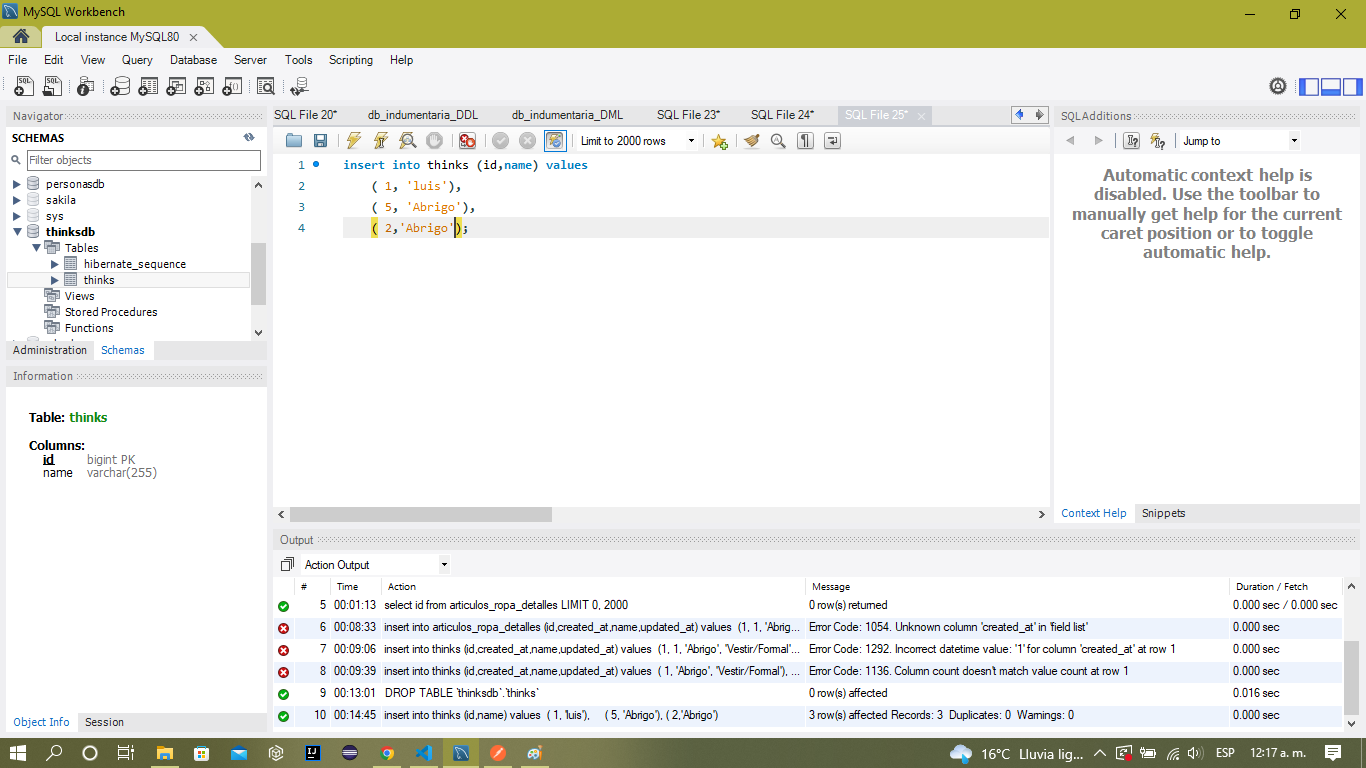 MySQL Workbench
Local instance MySQL80
File Edit View Query Database Server Tools Scripting Help
Navigator
SCHEMAS
Filter objects
personasdb
sakila
sys
thinksdb
Tables
hibernate_sequence
thinks
Views
Stored Procedures
Functions
Administration Schemas
Information
Table: thinks
Columns:
id bigint PK
name varchar(255)
Object Info Session
SQL File 20* db_indumentaria_DDL db_indumentaria_DML SQL File 23* SQL File 24* SQL File 25*
Limit to 2000 rows
1 insert into thinks (id,name) values
2 ( 1, 'luis'),
3 ( 5, 'Abrigo'),
4 ( 2,'Abrigo');
SQLAdditions
Jump to
Automatic context help is
disabled. Use the toolbar to
manually get help for the current
caret position or to toggle
automatic help.
Context Help Snippets
Output
Action Output
# Time Action Message Duration / Fetch
5 00:01:13 select id from articulos_ropa_detalles LIMIT 0, 2000 0 row(s) returned 0.000 sec / 0.000 sec
6 00:08:33 insert into articulos_ropa_detalles (id,created_at,name,updated_at) values (1, 1, 'Abrig... Error Code: 1054. Unknown column 'created_at' in 'field list' 0.000 sec
7 00:09:06 insert into thinks (id,created_at,name,updated_at) values (1, 1, 'Abrigo', 'Vestir/Formal'... Error Code: 1292. Incorrect datetime value: '1' for column 'created_at' at row 1 0.000 sec
8 00:09:39 insert into thinks (id,created_at,name,updated_at) values ( 1, 'Abrigo', 'Vestir/Formal'), ... Error Code: 1136. Column count doesn't match value count at row 1 0.000 sec
9 00:13:01 DROP TABLE `thinksdb`.`thinks` 0 row(s) affected 0.016 sec
10 00:14:45 insert into thinks (id,name) values ( 1, 'luis'), ( 5, 'Abrigo'), ( 2,'Abrigo') 3 row(s) affected Records: 3 Duplicates: 0 Warnings: 0 0.000 sec
16°C Lluvia lig... ESP 12:17 a. m.